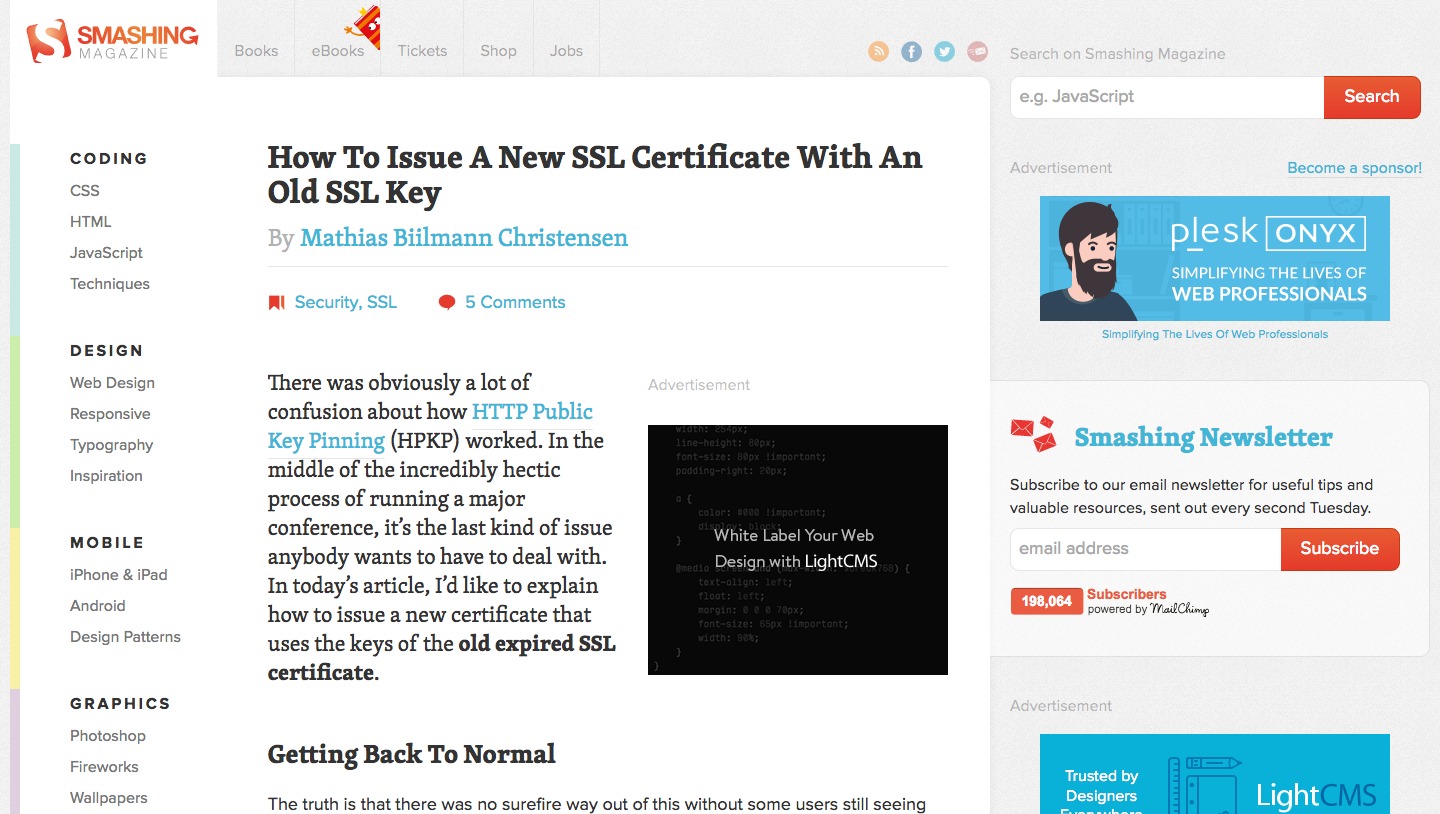 SMASHING
MAGAZINE
Books
eBooks
Tickets
Shop
Jobs
Search on Smashing Magazine
e.g. JavaScript
Search
CODING
CSS
HTML
JavaScript
Techniques
DESIGN
Web Design
Responsive
Typography
Inspiration
MOBILE
iPhone & iPad
Android
Design Patterns
GRAPHICS
Photoshop
Fireworks
Wallpapers
How To Issue A New SSL Certificate With An
Old SSL Key
By Mathias Biilmann Christensen
Security, SSL
5 Comments
There was obviously a lot of
confusion about how HTTP Public
Key Pinning (HPKP) worked. In the
middle of the incredibly hectic
process of running a major
conference, it’s the last kind of issue
anybody wants to have to deal with.
In today’s article, I’d like to explain
how to issue a new certificate that
uses the keys of the old expired SSL
certificate.
Advertisement
width: 254px;
line-height: 80px;
font-size: 80px !important;
padding-right: 20px;
a {
color: #000 !important;
display: block;
}
White Label Your Web
Design with LightCMS
@media screen and (max-width:
text-align: left;
float: left;
margin: 0 0 0 70px;
font-size: 65px !important;
width: 90%;
}
}
Getting Back To Normal
The truth is that there was no surefire way out of this without some users still seeing
Advertisement
Become a sponsor!
plesk ONYX
SIMPLIFYING THE LIVES OF
WEB PROFESSIONALS
Simplifying The Lives Of Web Professionals
Smashing Newsletter
Subscribe to our email newsletter for useful tips and
valuable resources, sent out every second Tuesday.
email address
Subscribe
198,064
Subscribers
powered by MailChimp
Advertisement
Trusted by
Designers
Everywhere
LightCMS